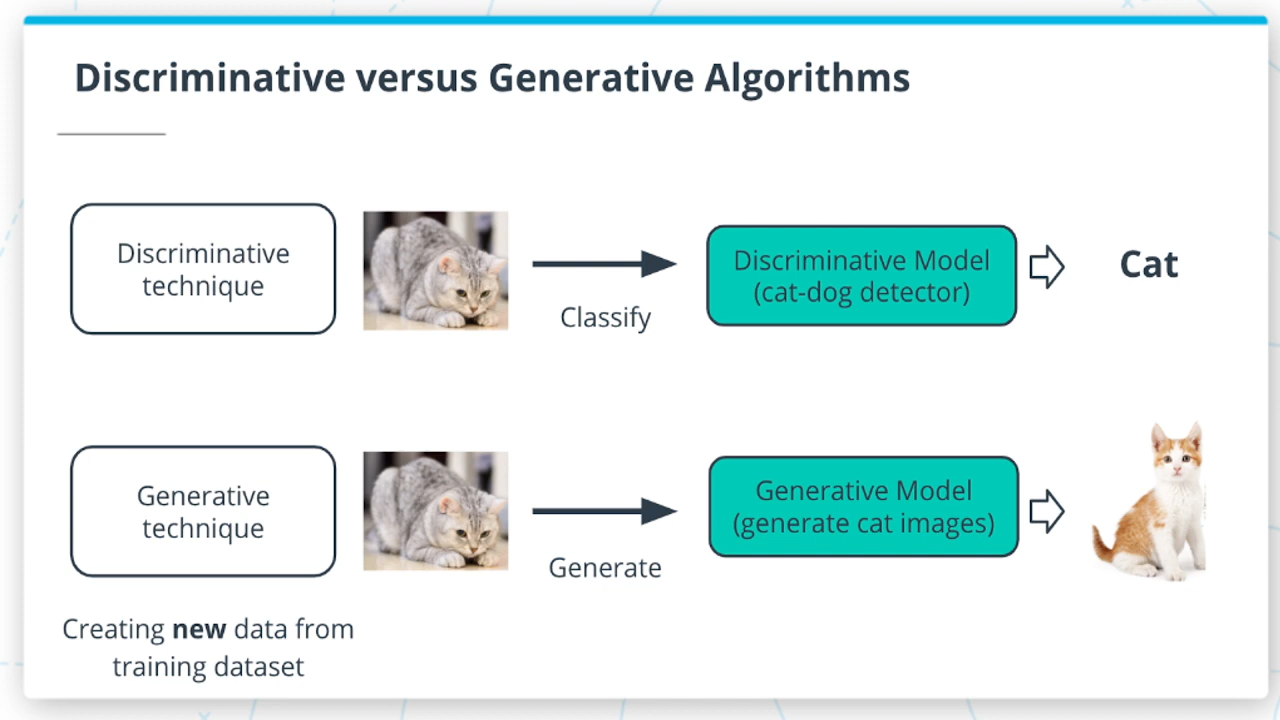 Discriminative versus Generative Algorithms
Discriminative
technique
Classify
Discriminative Model
(cat-dog detector)
Cat
Generative
technique
Generate
Generative Model
(generate cat images)
Creating new data from
training dataset